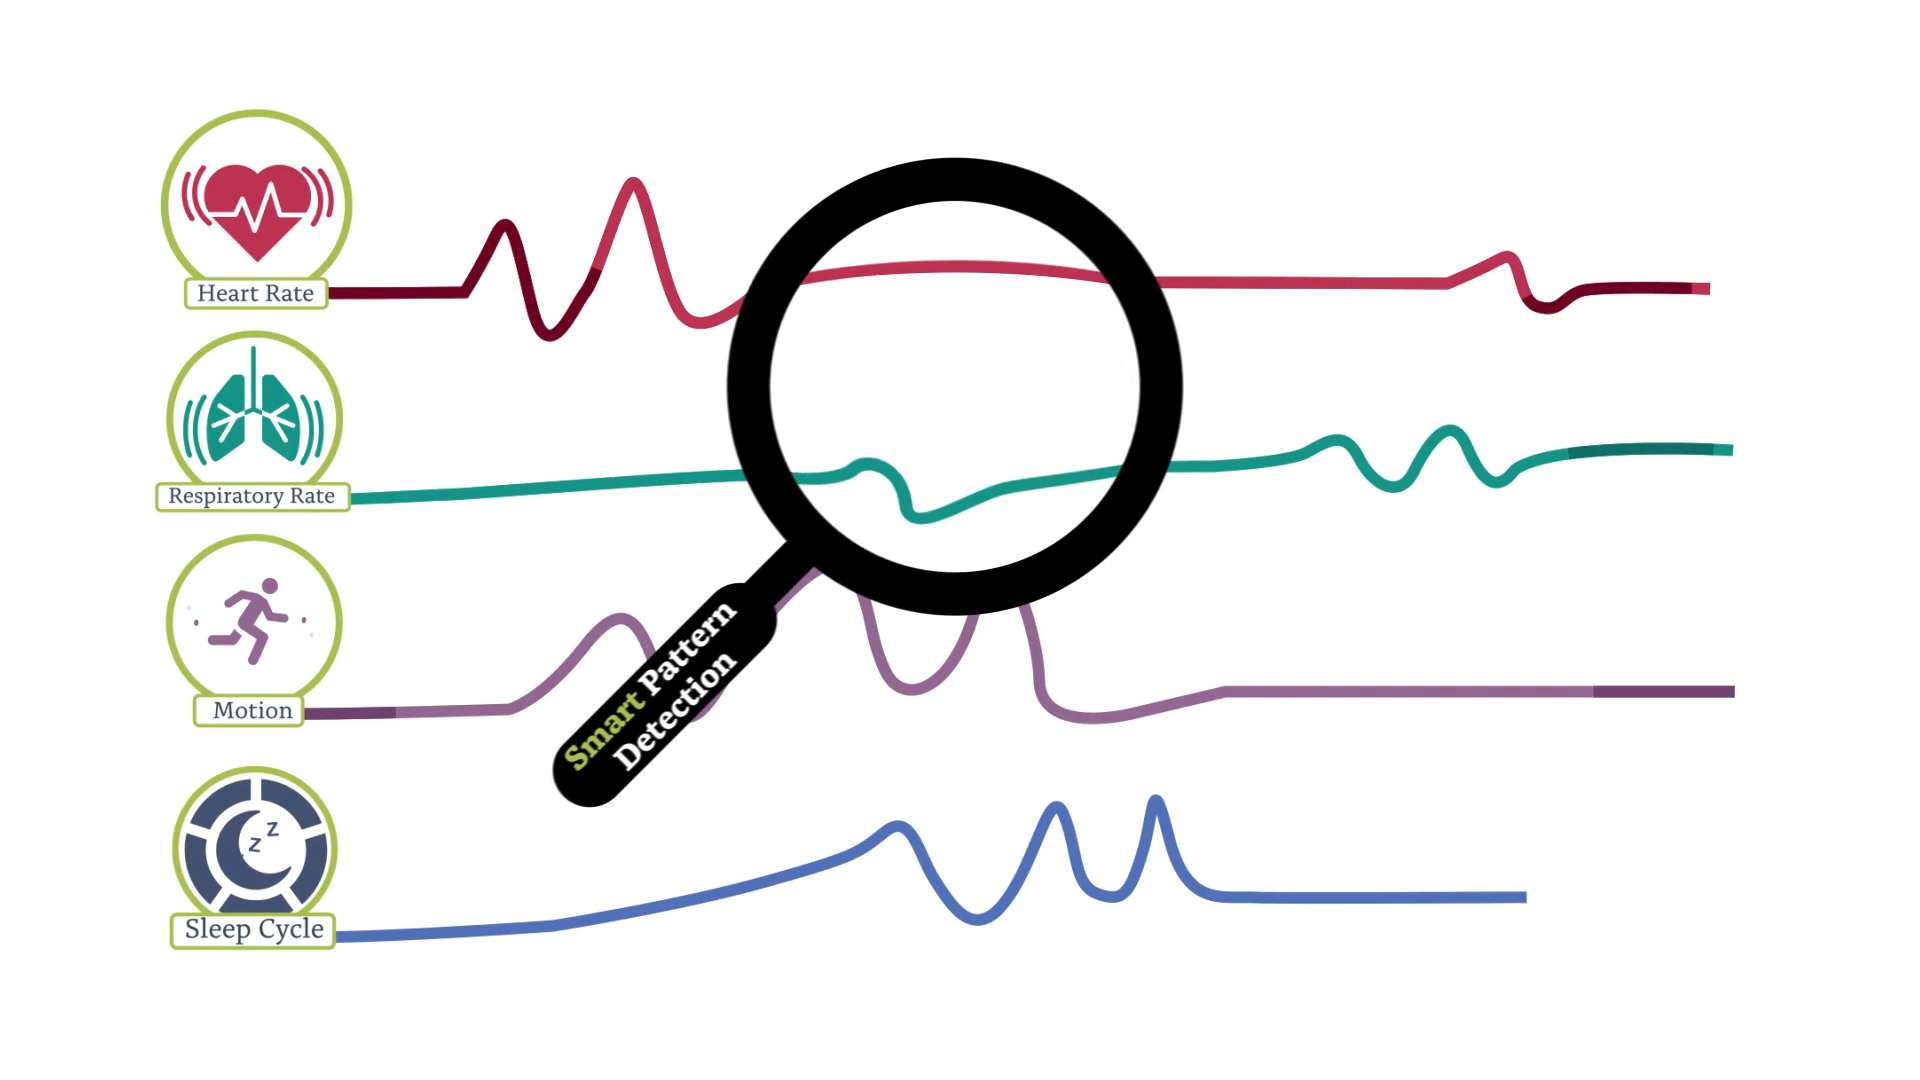 Heart Rate
Respiratory Rate
Motion
Smart Pattern
Detection
z
z
Sleep Cycle